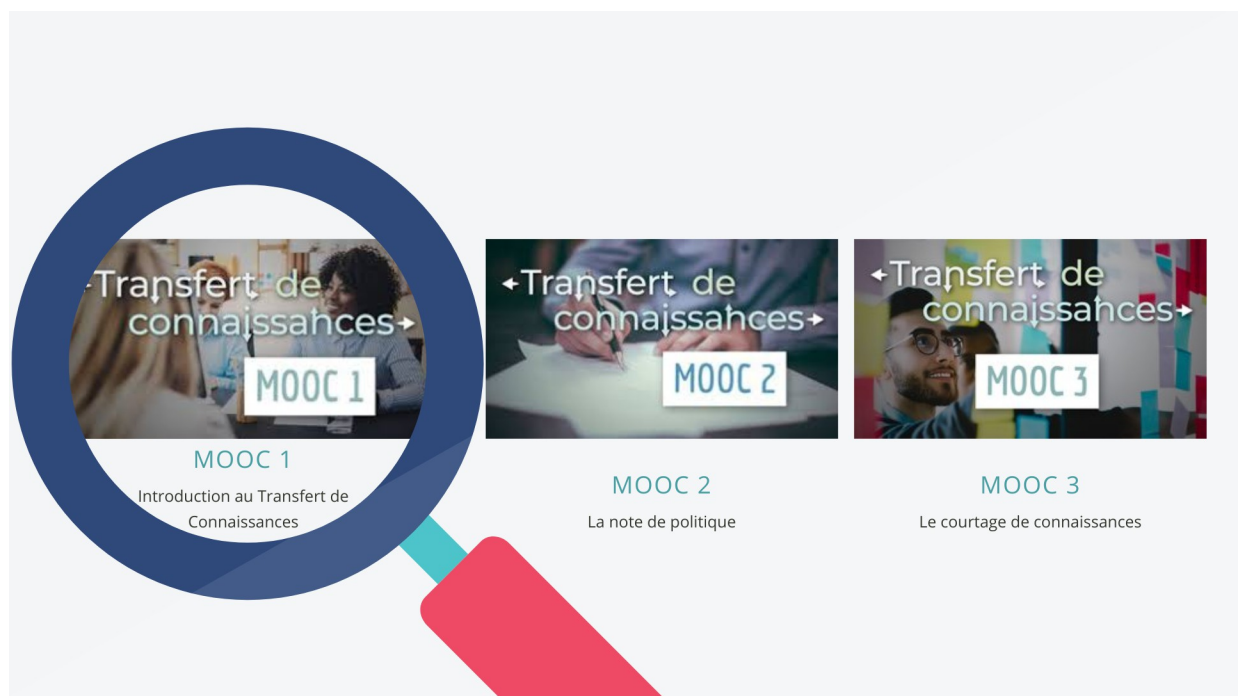 Transfert de
connaissances
MOOC 1
MOOC 1
Introduction au Transfert de
Connaissances
Transfert de
connaissances
MOOC 2
MOOC 2
La note de politique
Transfert de
connaissances
MOOC 3
MOOC 3
Le courtage de connaissances